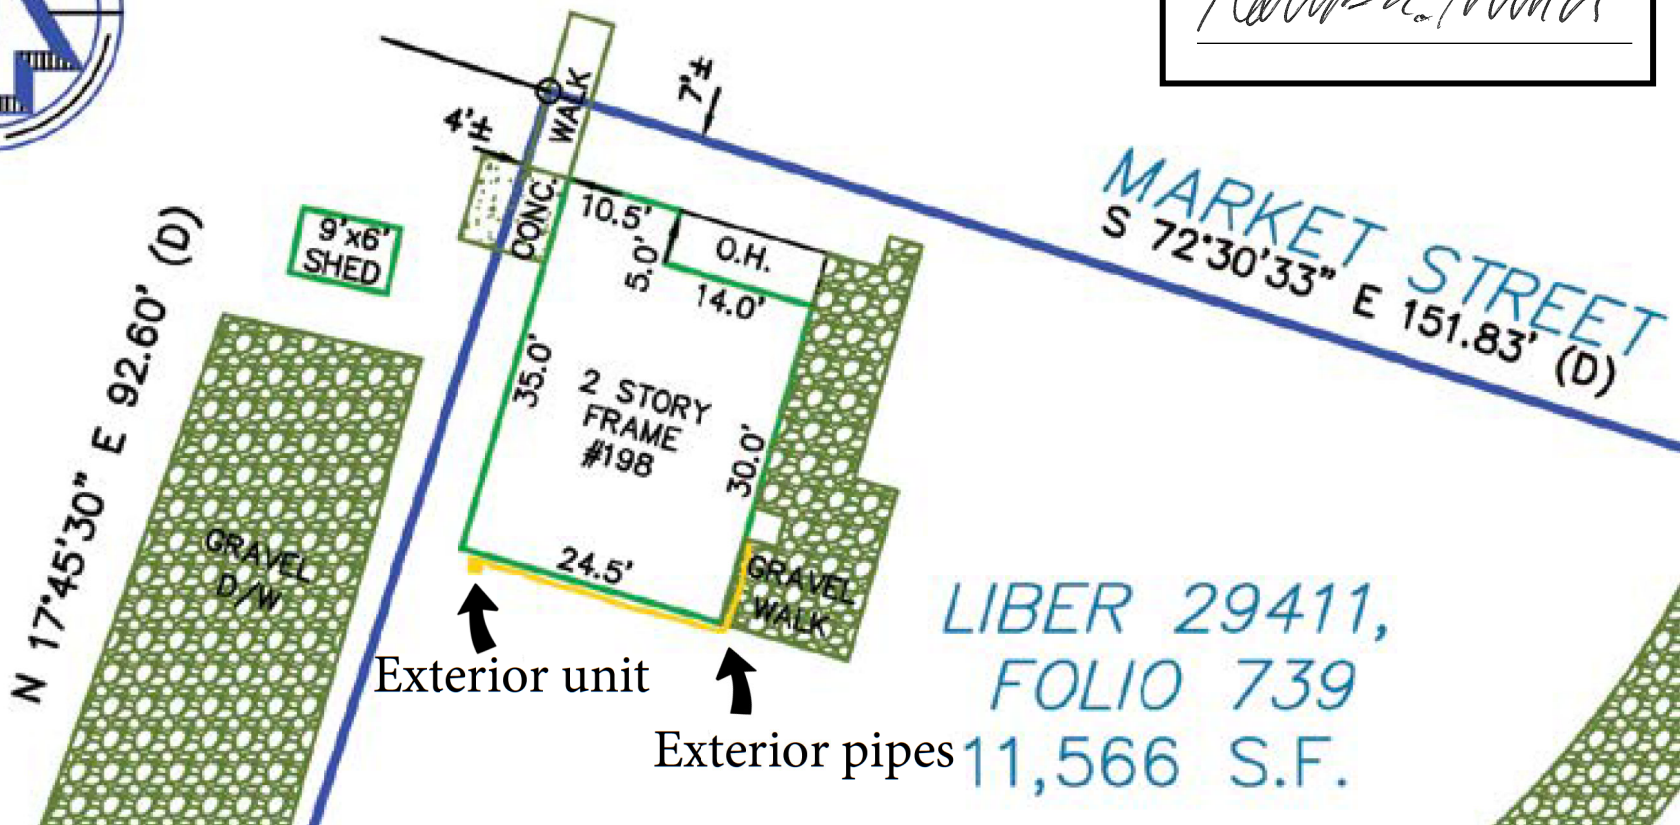 7'±
4'±
WALK
CONC.
10.5'
5.0'
O.H.
14.0'
9'x6'
SHED
MARKET STREET
S 72°30'33" E 151.83' (D)
N 17°45'30" E 92.60' (D)
35.0'
2 STORY
FRAME
#198
30.0'
24.5'
GRAVEL
D/W
GRAVEL
WALK
Exterior unit
Exterior pipes
LIBER 29411,
FOLIO 739
11,566 S.F.